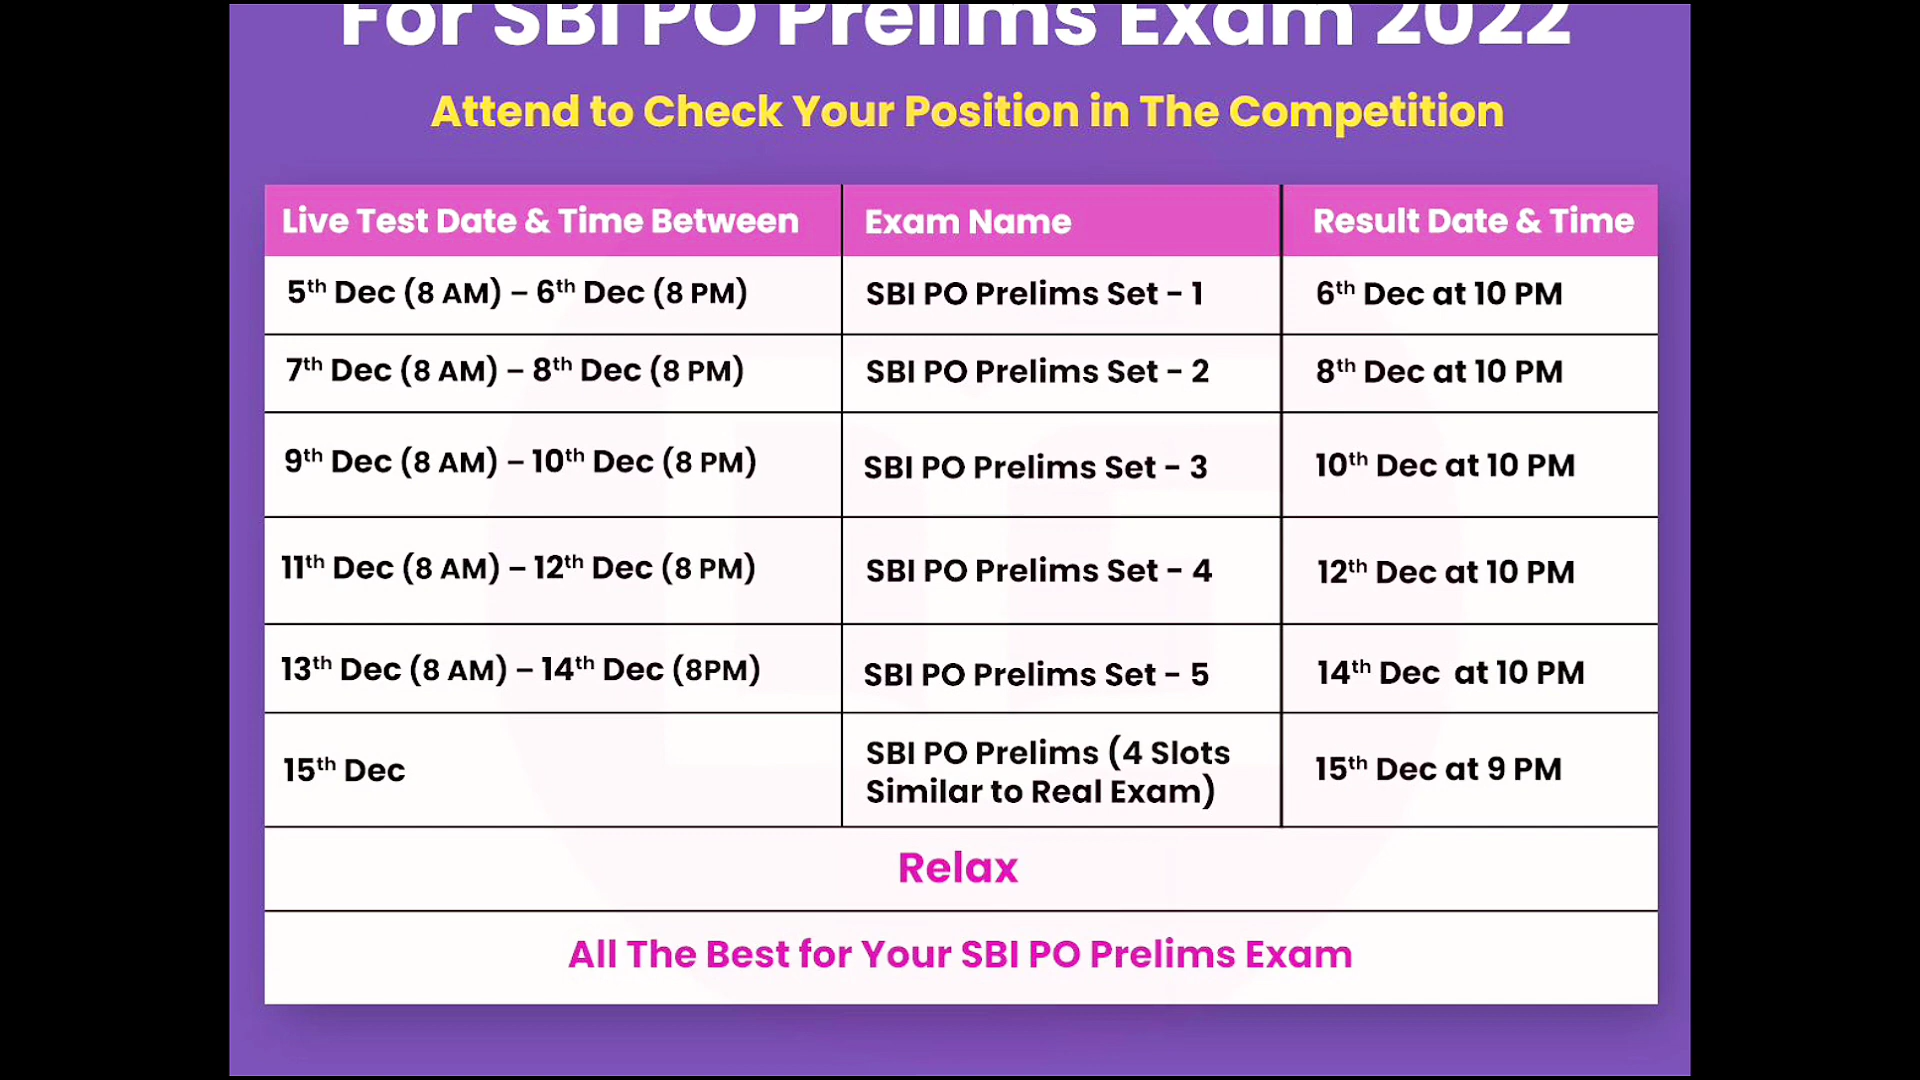 For SBI PO Prelims Exam 2022
Attend to Check Your Position in The Competition
Live Test Date & Time Between Exam Name Result Date & Time
5th Dec (8 AM) – 6th Dec (8 PM) SBI PO Prelims Set - 1 6th Dec at 10 PM
7th Dec (8 AM) – 8th Dec (8 PM) SBI PO Prelims Set - 2 8th Dec at 10 PM
9th Dec (8 AM) – 10th Dec (8 PM) SBI PO Prelims Set - 3 10th Dec at 10 PM
11th Dec (8 AM) – 12th Dec (8 PM) SBI PO Prelims Set - 4 12th Dec at 10 PM
13th Dec (8 AM) – 14th Dec (8PM) SBI PO Prelims Set - 5 14th Dec at 10 PM
15th Dec SBI PO Prelims (4 Slots
Similar to Real Exam) 15th Dec at 9 PM
Relax
All The Best for Your SBI PO Prelims Exam